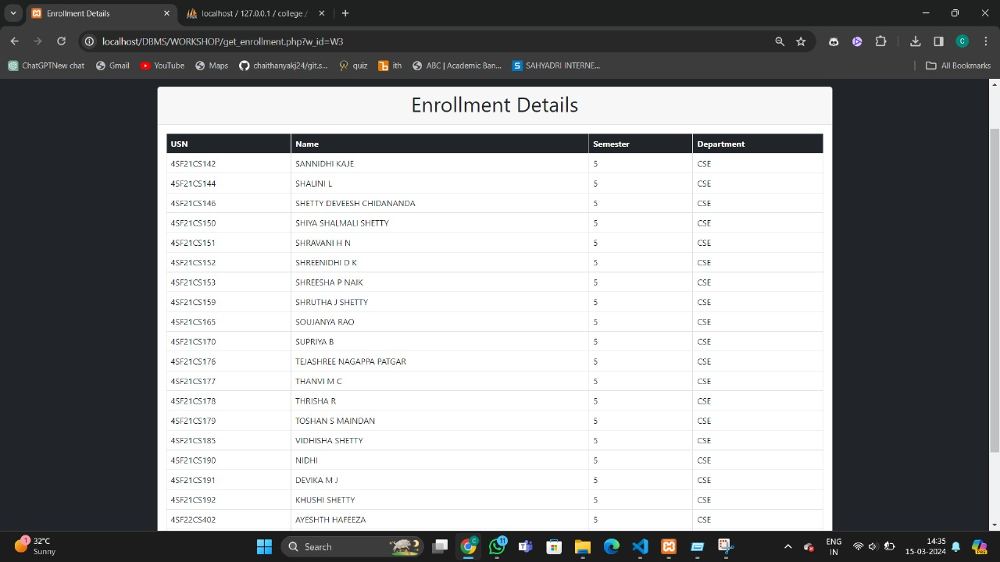 Enrollment Details
localhost / 127.0.0.1 / college /
localhost/DBMS/WORKSHOP/get_enrollment.php?w_id=W3
C
ChatGPTNew chat Gmail YouTube Maps chaithanyakj24/git.s... quiz ith ABC | Academic Ban... SAHYADRI INTERNE... All Bookmarks
Enrollment Details
USN Name Semester Department
4SF21CS142 SANNIDHI KAJE 5 CSE
4SF21CS144 SHALINI L 5 CSE
4SF21CS146 SHETTY DEVEESH CHIDANANDA 5 CSE
4SF21CS150 SHIYA SHALMALI SHETTY 5 CSE
4SF21CS151 SHRAVANI H N 5 CSE
4SF21CS152 SHREENIDHI D K 5 CSE
4SF21CS153 SHREESHA P NAIK 5 CSE
4SF21CS159 SHRUTHA J SHETTY 5 CSE
4SF21CS165 SOUJANYA RAO 5 CSE
4SF21CS170 SUPRIYA B 5 CSE
4SF21CS176 TEJASHREE NAGAPPA PATGAR 5 CSE
4SF21CS177 THANVI M C 5 CSE
4SF21CS178 THRISHA R 5 CSE
4SF21CS179 TOSHAN S MAINDAN 5 CSE
4SF21CS185 VIDHISHA SHETTY 5 CSE
4SF21CS190 NIDHI 5 CSE
4SF21CS191 DEVIKA M J 5 CSE
4SF21CS192 KHUSHI SHETTY 5 CSE
4SF22CS402 AYESHTH HAFEEZA 5 CSE
1 32°C
Sunny
Search
C
11
ENG
IN
14:35
15-03-2024
PRE